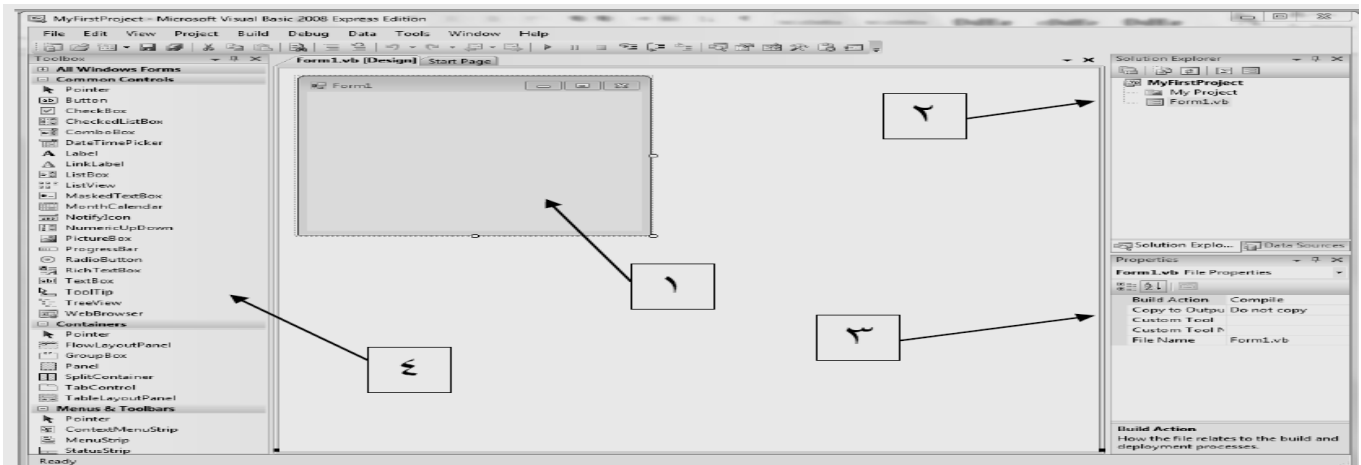 MyFirstProject - Microsoft Visual Basic 2008 Express Edition
File Edit View Project Build Debug Data Tools Window Help
Toolbox
All Windows Forms
Common Controls
Pointer
Button
CheckBox
CheckedListBox
ComboBox
DateTimePicker
Label
LinkLabel
ListBox
ListView
MaskedTextBox
MonthCalendar
NotifyIcon
NumericUpDown
PictureBox
ProgressBar
RadioButton
RichTextBox
TextBox
ToolTip
TreeView
WebBrowser
Containers
Pointer
FlowLayoutPanel
GroupBox
Panel
SplitContainer
TabControl
TableLayoutPanel
Menus & Toolbars
Pointer
ContextMenuStrip
MenuStrip
StatusStrip
Ready
Form1.vb [Design] Start Page
Form1
١
٢
٣
٤
Solution Explorer
MyFirstProject
My Project
Form1.vb
Solution Explo... Data Sources
Properties
Form1.vb File Properties
Build Action Compile
Copy to Outpu Do not copy
Custom Tool
Custom Tool N
File Name Form1.vb
Build Action
How the file relates to the build and
deployment processes.